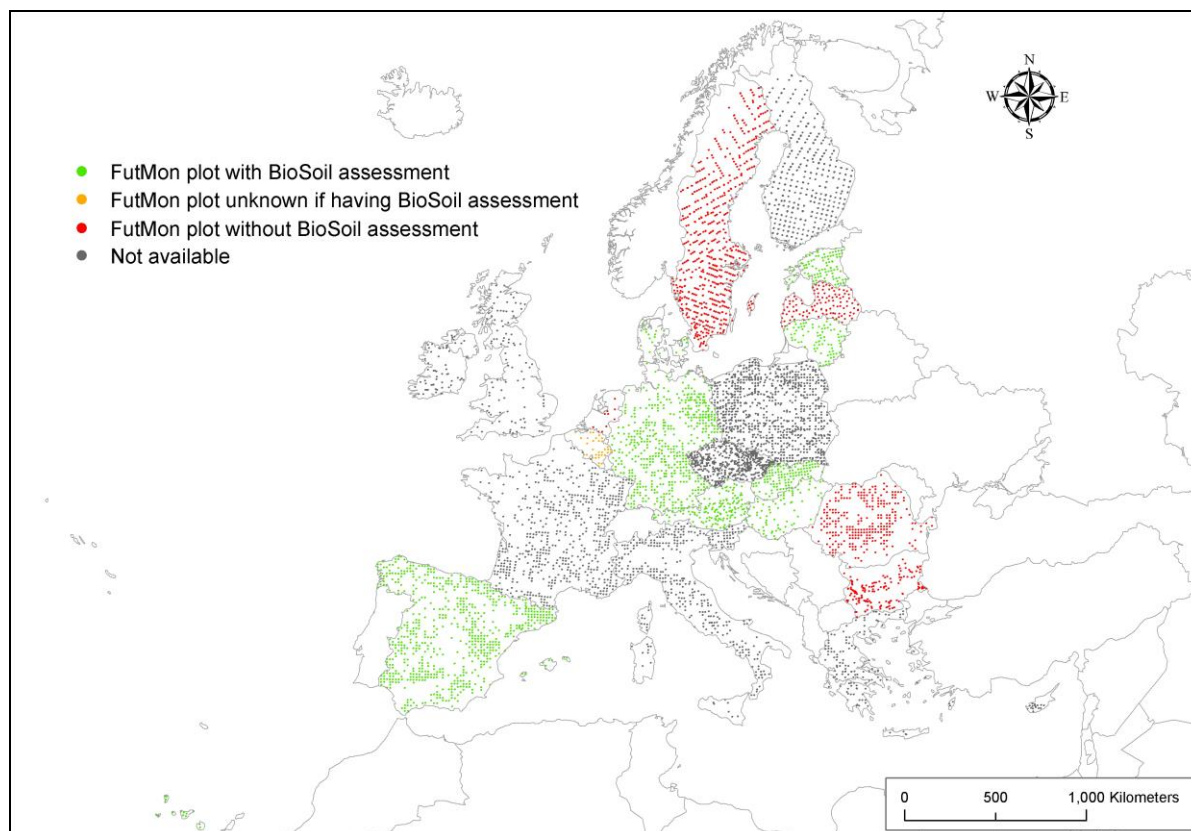 N
W E
S
FutMon plot with BioSoil assessment
FutMon plot unknown if having BioSoil assessment
FutMon plot without BioSoil assessment
Not available
0 500 1,000 Kilometers